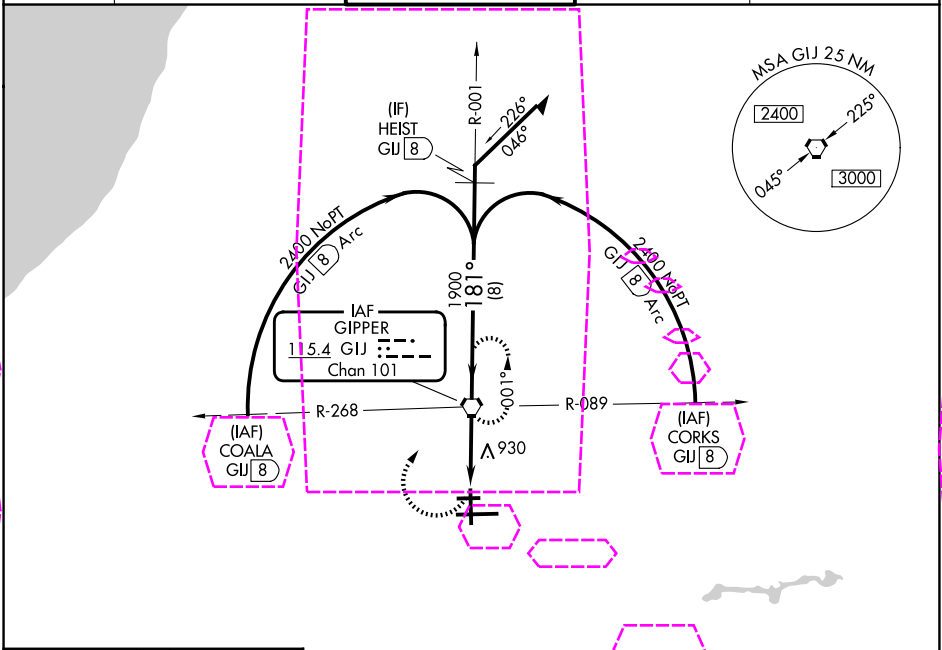 MSA GIJ 25 NM
2400
225°
045°
3000
R-001
226°
046°
(IF)
HEIST
GIJ 8
2400 NoPT
GIJ 8 Arc
2400 NoPT
GIJ 8 Arc
1900
181°
(8)
IAF
GIPPER
115.4 GIJ
Chan 101
001°
R-268
R-089
(IAF)
COALA
GIJ 8
(IAF)
CORKS
GIJ 8
930